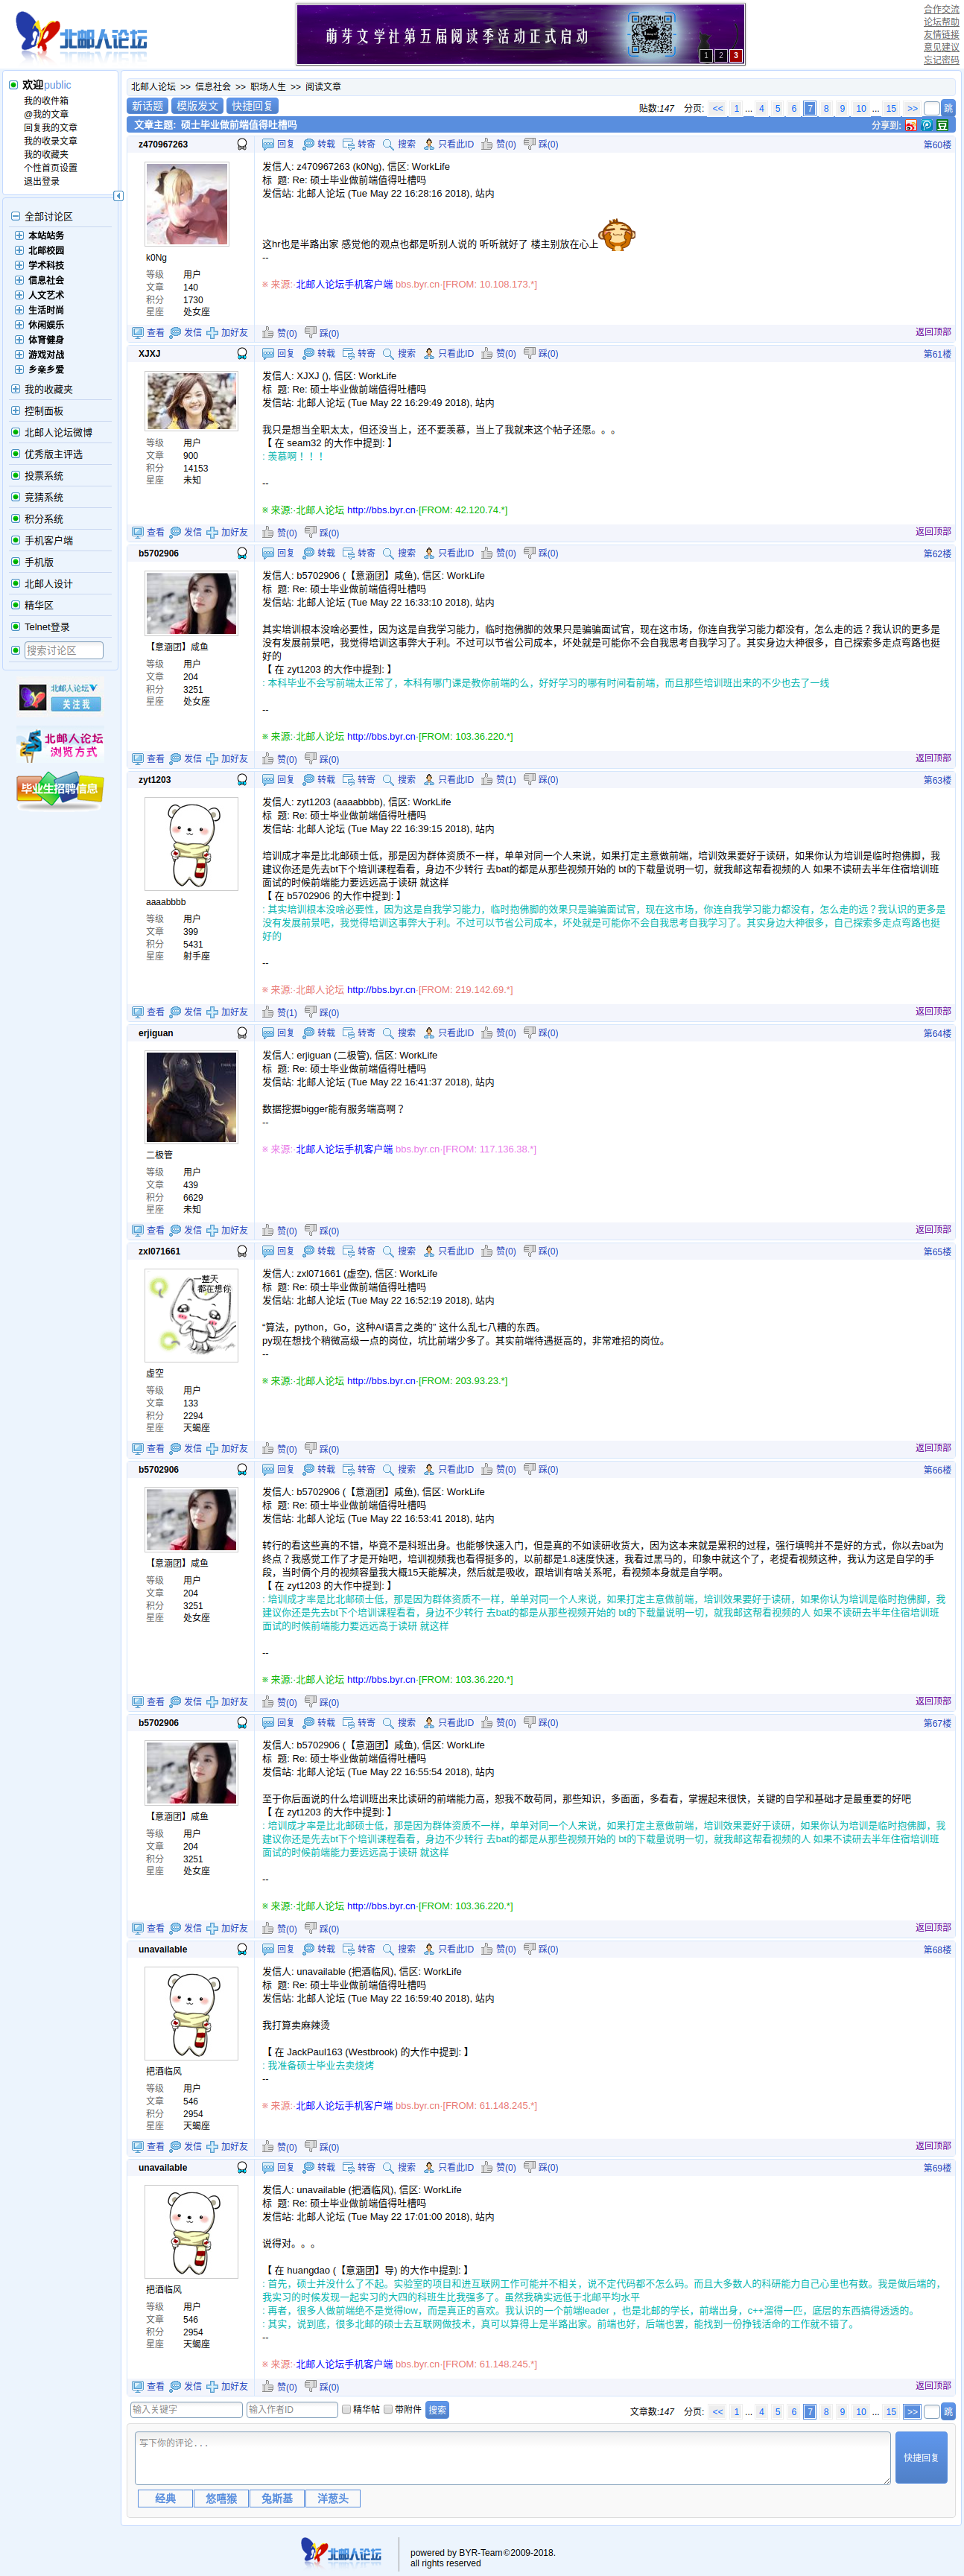 北邮人论坛
萌芽文学社第五届阅读季活动正式启动
1 2 3
合作交流
论坛帮助
友情链接
意见建议
忘记密码
欢迎public
我的收件箱
@我的文章
回复我的文章
我的收录文章
我的收藏夹
个性首页设置
退出登录
全部讨论区
本站站务
北邮校园
学术科技
信息社会
人文艺术
生活时尚
休闲娱乐
体育健身
游戏对战
乡亲乡爱
我的收藏夹
控制面板
北邮人论坛微博
优秀版主评选
投票系统
竞猜系统
积分系统
手机客户端
手机版
北邮人设计
精华区
Telnet登录
搜索讨论区
北邮人论坛
关注我
北邮人论坛
浏览方式
毕业生招聘信息
北邮人论坛 >> 信息社会 >> 职场人生 >> 阅读文章
新话题 模版发文 快捷回复
贴数:147 分页: << 1 ... 4 5 6 7 8 9 10 ... 15 >> 跳
文章主题: 硕士毕业做前端值得吐槽吗
分享到:
z470967263
回复 转载 转寄 搜索 只看此ID 赞(0) 踩(0)
第60楼
k0Ng
等级 用户
文章 140
积分 1730
星座 处女座
发信人: z470967263 (k0Ng), 信区: WorkLife
标 题: Re: 硕士毕业做前端值得吐槽吗
发信站: 北邮人论坛 (Tue May 22 16:28:16 2018), 站内
这hr也是半路出家 感觉他的观点也都是听别人说的 听听就好了 楼主别放在心上
--
※ 来源:·北邮人论坛手机客户端 bbs.byr.cn·[FROM: 10.108.173.*]
查看 发信 加好友 赞(0) 踩(0)
返回顶部
XJXJ
回复 转载 转寄 搜索 只看此ID 赞(0) 踩(0)
第61楼
等级 用户
文章 900
积分 14153
星座 未知
发信人: XJXJ (), 信区: WorkLife
标 题: Re: 硕士毕业做前端值得吐槽吗
发信站: 北邮人论坛 (Tue May 22 16:29:49 2018), 站内
我只是想当全职太太，但还没当上，还不要羡慕，当上了我就来这个帖子还愿。。。
【 在 seam32 的大作中提到: 】
: 羡慕啊！！！
--
※ 来源:·北邮人论坛 http://bbs.byr.cn·[FROM: 42.120.74.*]
查看 发信 加好友 赞(0) 踩(0)
返回顶部
b5702906
回复 转载 转寄 搜索 只看此ID 赞(0) 踩(0)
第62楼
【意涵团】咸鱼
等级 用户
文章 204
积分 3251
星座 处女座
发信人: b5702906 (【意涵团】咸鱼), 信区: WorkLife
标 题: Re: 硕士毕业做前端值得吐槽吗
发信站: 北邮人论坛 (Tue May 22 16:33:10 2018), 站内
其实培训根本没啥必要性，因为这是自我学习能力，临时抱佛脚的效果只是骗骗面试官，现在这市场，你连自我学习能力都没有，怎么走的远？我认识的更多是
没有发展前景吧，我觉得培训这事弊大于利。不过可以节省公司成本，坏处就是可能你不会自我思考自我学习了。其实身边大神很多，自己探索多走点弯路也挺
好的
【 在 zyt1203 的大作中提到: 】
: 本科毕业不会写前端太正常了，本科有哪门课是教你前端的么，好好学习的哪有时间看前端，而且那些培训班出来的不少也去了一线
--
※ 来源:·北邮人论坛 http://bbs.byr.cn·[FROM: 103.36.220.*]
查看 发信 加好友 赞(0) 踩(0)
返回顶部
zyt1203
回复 转载 转寄 搜索 只看此ID 赞(1) 踩(0)
第63楼
aaaabbbb
等级 用户
文章 399
积分 5431
星座 射手座
发信人: zyt1203 (aaaabbbb), 信区: WorkLife
标 题: Re: 硕士毕业做前端值得吐槽吗
发信站: 北邮人论坛 (Tue May 22 16:39:15 2018), 站内
培训成才率是比北邮硕士低，那是因为群体资质不一样，单单对同一个人来说，如果打定主意做前端，培训效果要好于读研，如果你认为培训是临时抱佛脚，我
建议你还是先去bt下个培训课程看看，身边不少转行 去bat的都是从那些视频开始的 bt的下载量说明一切，就我邮这帮看视频的人 如果不读研去半年住宿培训班
面试的时候前端能力要远远高于读研 就这样
【 在 b5702906 的大作中提到: 】
: 其实培训根本没啥必要性，因为这是自我学习能力，临时抱佛脚的效果只是骗骗面试官，现在这市场，你连自我学习能力都没有，怎么走的远？我认识的更多是
没有发展前景吧，我觉得培训这事弊大于利。不过可以节省公司成本，坏处就是可能你不会自我思考自我学习了。其实身边大神很多，自己探索多走点弯路也挺
好的
--
※ 来源:·北邮人论坛 http://bbs.byr.cn·[FROM: 219.142.69.*]
查看 发信 加好友 赞(1) 踩(0)
返回顶部
erjiguan
回复 转载 转寄 搜索 只看此ID 赞(0) 踩(0)
第64楼
二极管
等级 用户
文章 439
积分 6629
星座 未知
发信人: erjiguan (二极管), 信区: WorkLife
标 题: Re: 硕士毕业做前端值得吐槽吗
发信站: 北邮人论坛 (Tue May 22 16:41:37 2018), 站内
数据挖掘bigger能有服务端高啊？
--
※ 来源:·北邮人论坛手机客户端 bbs.byr.cn·[FROM: 117.136.38.*]
查看 发信 加好友 赞(0) 踩(0)
返回顶部
zxl071661
回复 转载 转寄 搜索 只看此ID 赞(0) 踩(0)
第65楼
一整天
都在想你
虚空
等级 用户
文章 133
积分 2294
星座 天蝎座
发信人: zxl071661 (虚空), 信区: WorkLife
标 题: Re: 硕士毕业做前端值得吐槽吗
发信站: 北邮人论坛 (Tue May 22 16:52:19 2018), 站内
“算法，python，Go，这种AI语言之类的” 这什么乱七八糟的东西。
py现在想找个稍微高级一点的岗位，坑比前端少多了。其实前端待遇挺高的，非常难招的岗位。
--
※ 来源:·北邮人论坛 http://bbs.byr.cn·[FROM: 203.93.23.*]
查看 发信 加好友 赞(0) 踩(0)
返回顶部
b5702906
回复 转载 转寄 搜索 只看此ID 赞(0) 踩(0)
第66楼
【意涵团】咸鱼
等级 用户
文章 204
积分 3251
星座 处女座
发信人: b5702906 (【意涵团】咸鱼), 信区: WorkLife
标 题: Re: 硕士毕业做前端值得吐槽吗
发信站: 北邮人论坛 (Tue May 22 16:53:41 2018), 站内
转行的看这些真的不错，毕竟不是科班出身。也能够快速入门，但是真的不如读研收货大，因为这本来就是累积的过程，强行填鸭并不是好的方式，你以去bat为
终点？我感觉工作了才是开始吧，培训视频我也看得挺多的，以前都是1.8速度快速，我看过黑马的，印象中就这个了，老提看视频这种，我认为这是自学的手
段，当时俩个月的视频容量我大概15天能解决，然后就是吸收，跟培训有啥关系呢，看视频本身就是自学啊。
【 在 zyt1203 的大作中提到: 】
: 培训成才率是比北邮硕士低，那是因为群体资质不一样，单单对同一个人来说，如果打定主意做前端，培训效果要好于读研，如果你认为培训是临时抱佛脚，我
建议你还是先去bt下个培训课程看看，身边不少转行 去bat的都是从那些视频开始的 bt的下载量说明一切，就我邮这帮看视频的人 如果不读研去半年住宿培训班
面试的时候前端能力要远远高于读研 就这样
--
※ 来源:·北邮人论坛 http://bbs.byr.cn·[FROM: 103.36.220.*]
查看 发信 加好友 赞(0) 踩(0)
返回顶部
b5702906
回复 转载 转寄 搜索 只看此ID 赞(0) 踩(0)
第67楼
【意涵团】咸鱼
等级 用户
文章 204
积分 3251
星座 处女座
发信人: b5702906 (【意涵团】咸鱼), 信区: WorkLife
标 题: Re: 硕士毕业做前端值得吐槽吗
发信站: 北邮人论坛 (Tue May 22 16:55:54 2018), 站内
至于你后面说的什么培训班出来比读研的前端能力高，恕我不敢苟同，那些知识，多面面，多看看，掌握起来很快，关键的自学和基础才是最重要的好吧
【 在 zyt1203 的大作中提到: 】
: 培训成才率是比北邮硕士低，那是因为群体资质不一样，单单对同一个人来说，如果打定主意做前端，培训效果要好于读研，如果你认为培训是临时抱佛脚，我
建议你还是先去bt下个培训课程看看，身边不少转行 去bat的都是从那些视频开始的 bt的下载量说明一切，就我邮这帮看视频的人 如果不读研去半年住宿培训班
面试的时候前端能力要远远高于读研 就这样
--
※ 来源:·北邮人论坛 http://bbs.byr.cn·[FROM: 103.36.220.*]
查看 发信 加好友 赞(0) 踩(0)
返回顶部
unavailable
回复 转载 转寄 搜索 只看此ID 赞(0) 踩(0)
第68楼
把酒临风
等级 用户
文章 546
积分 2954
星座 天蝎座
发信人: unavailable (把酒临风), 信区: WorkLife
标 题: Re: 硕士毕业做前端值得吐槽吗
发信站: 北邮人论坛 (Tue May 22 16:59:40 2018), 站内
我打算卖麻辣烫
【 在 JackPaul163 (Westbrook) 的大作中提到: 】
: 我准备硕士毕业去卖烧烤
--
※ 来源:·北邮人论坛手机客户端 bbs.byr.cn·[FROM: 61.148.245.*]
查看 发信 加好友 赞(0) 踩(0)
返回顶部
unavailable
回复 转载 转寄 搜索 只看此ID 赞(0) 踩(0)
第69楼
把酒临风
等级 用户
文章 546
积分 2954
星座 天蝎座
发信人: unavailable (把酒临风), 信区: WorkLife
标 题: Re: 硕士毕业做前端值得吐槽吗
发信站: 北邮人论坛 (Tue May 22 17:01:00 2018), 站内
说得对。。。
【 在 huangdao (【意涵团】导) 的大作中提到: 】
: 首先，硕士并没什么了不起。实验室的项目和进互联网工作可能并不相关，说不定代码都不怎么码。而且大多数人的科研能力自己心里也有数。我是做后端的，
我实习的时候发现一起实习的大四的科班生比我强多了。虽然我确实远低于北邮平均水平
: 再者，很多人做前端绝不是觉得low，而是真正的喜欢。我认识的一个前端leader ，也是北邮的学长，前端出身，c++溜得一匹，底层的东西搞得透透的。
: 其实，说到底，很多北邮的硕士去互联网做技术，真可以算得上是半路出家。前端也好，后端也罢，能找到一份挣钱活命的工作就不错了。
--
※ 来源:·北邮人论坛手机客户端 bbs.byr.cn·[FROM: 61.148.245.*]
查看 发信 加好友 赞(0) 踩(0)
返回顶部
输入关键字 输入作者ID 精华帖 带附件 搜索
文章数:147 分页: << 1 ... 4 5 6 7 8 9 10 ... 15 >> 跳
写下你的评论...
快捷回复
经典 悠嘻猴 兔斯基 洋葱头
北邮人论坛
powered by BYR-Team©2009-2018.
all rights reserved